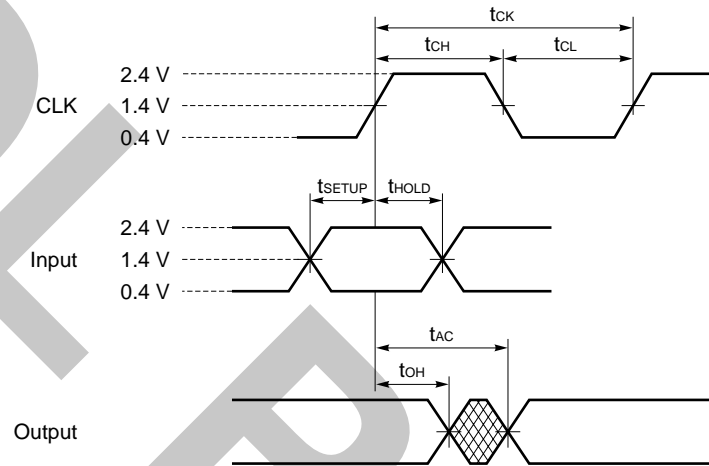 tCK
tCH tCL
2.4 V
CLK 1.4 V
0.4 V
tSETUP tHOLD
2.4 V
Input 1.4 V
0.4 V
tAC
tOH
Output